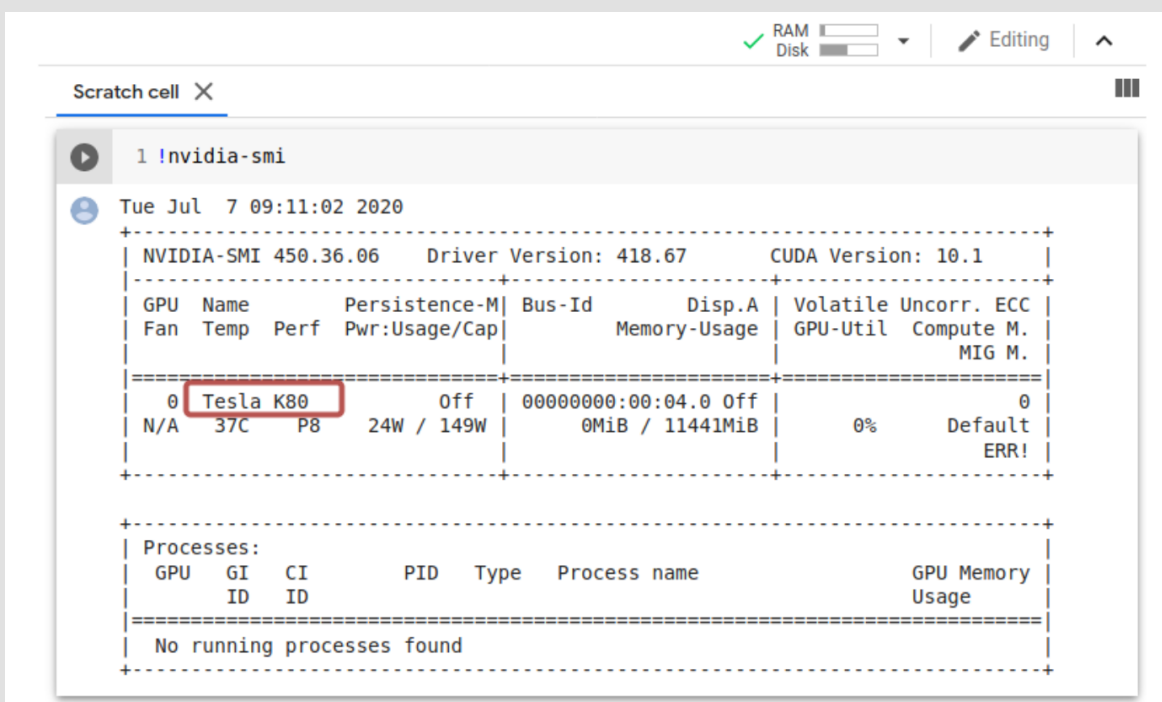 RAM
Disk
Editing
Scratch cell
1 !nvidia-smi
Tue Jul  7 09:11:02 2020
+-----------------------------------------------------------------------------+
| NVIDIA-SMI 450.36.06    Driver Version: 418.67       CUDA Version: 10.1     |
|-------------------------------+----------------------+----------------------+
| GPU  Name        Persistence-M| Bus-Id        Disp.A | Volatile Uncorr. ECC |
| Fan  Temp  Perf  Pwr:Usage/Cap|         Memory-Usage | GPU-Util  Compute M. |
|                               |                      |               MIG M. |
|===============================+======================+======================|
|   0  Tesla K80           Off  | 00000000:00:04.0 Off |                    0 |
| N/A   37C    P8    24W / 149W |      0MiB / 11441MiB |      0%      Default |
|                               |                      |                 ERR! |
+-------------------------------+----------------------+----------------------+
+-----------------------------------------------------------------------------+
| Processes:                                                                  |
|  GPU   GI   CI        PID   Type   Process name                  GPU Memory |
|        ID   ID                                                   Usage      |
|=============================================================================|
|  No running processes found                                                 |
+-----------------------------------------------------------------------------+